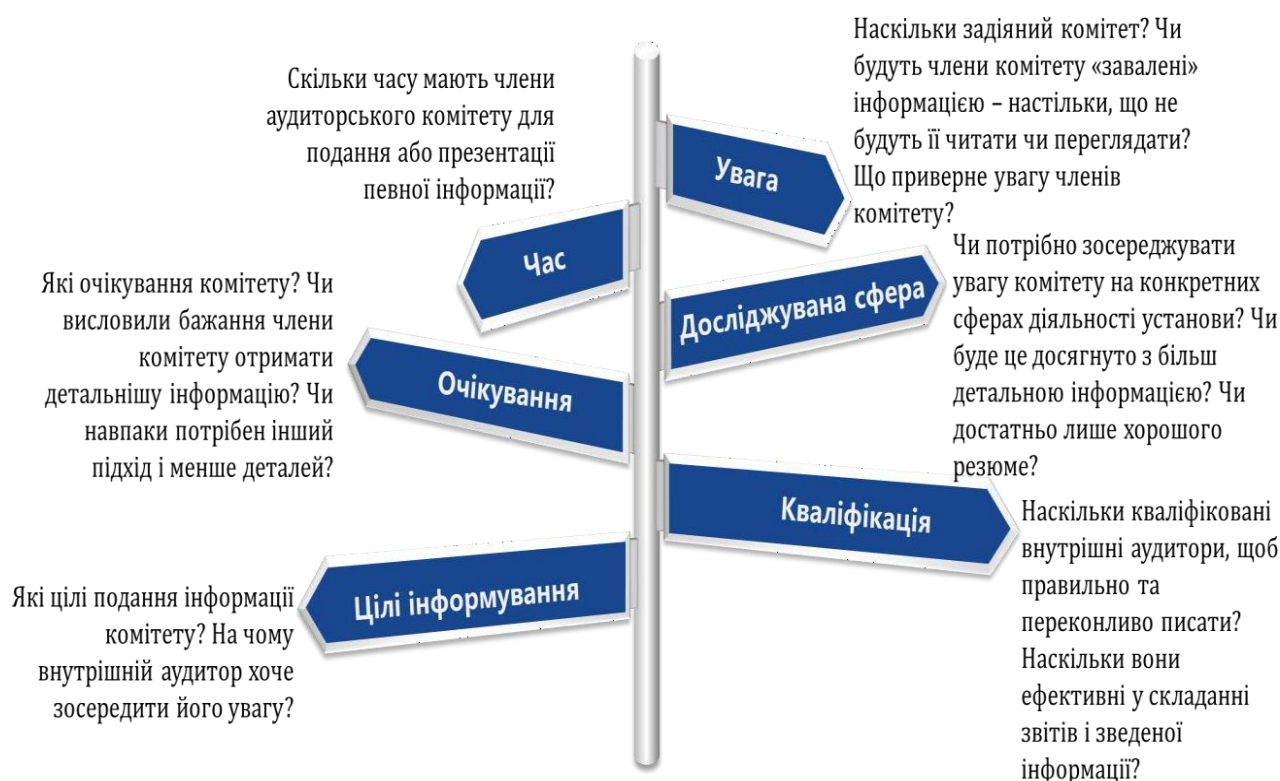 Наскільки задіяний комітет? Чи
будуть члени комітету «завалені»
інформацією – настільки, що не
будуть її читати чи переглядати?
Що приверне увагу членів
комітету?
Увага
Скільки часу мають члени
аудиторського комітету для
подання або презентації
певної інформації?
Час
Чи потрібно зосереджувати
увагу комітету на конкретних
сферах діяльності установи? Чи
буде це досягнуто з більш
детальною інформацією? Чи
достатньо лише хорошого
резюме?
Досліджувана сфера
Які очікування комітету? Чи
висловили бажання члени
комітету отримати
детальнішу інформацію? Чи
навпаки потрібен інший
підхід і менше деталей?
Очікування
Кваліфікація
Наскільки кваліфіковані
внутрішні аудитори, щоб
правильно та
переконливо писати?
Наскільки вони
ефективні у складанні
звітів і зведеної
інформації?
Які цілі подання інформації
комітету? На чому
внутрішній аудитор хоче
зосередити його увагу?
Цілі інформування